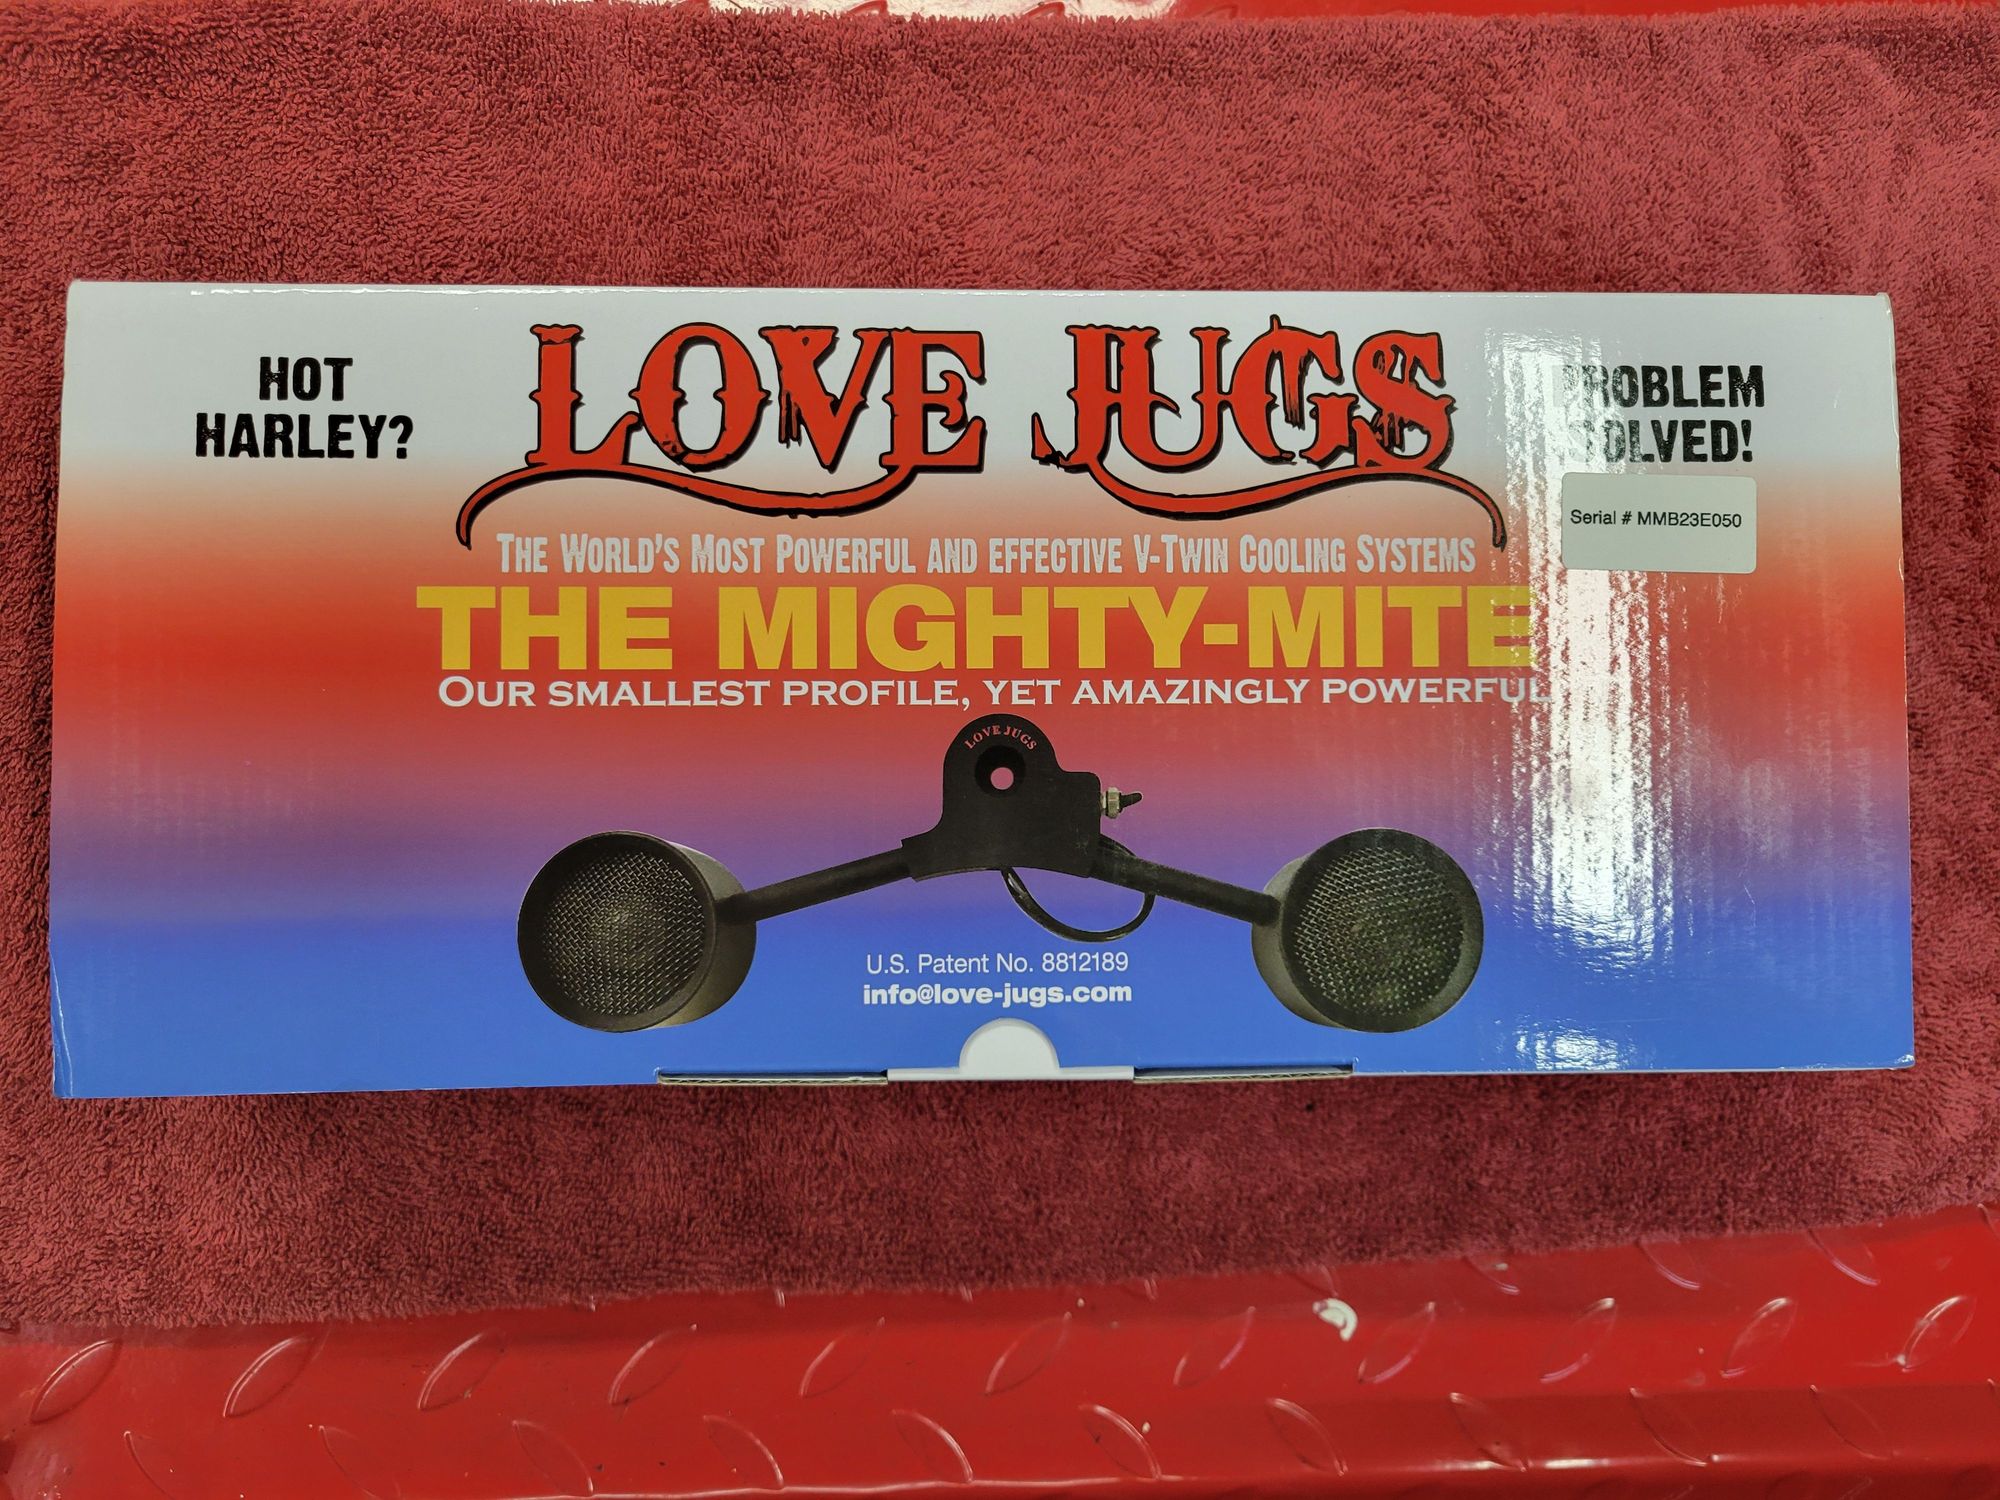 HOT
HARLEY?
LOVE JUGS
PROBLEM
SOLVED!
Serial # MMB23E050
THE WORLD'S MOST POWERFUL AND EFFECTIVE V-TWIN COOLING SYSTEMS
THE MIGHTY-MITE
OUR SMALLEST PROFILE, YET AMAZINGLY POWERFUL
LOVE JUGS
U.S. Patent No. 8812189
info@love-jugs.com